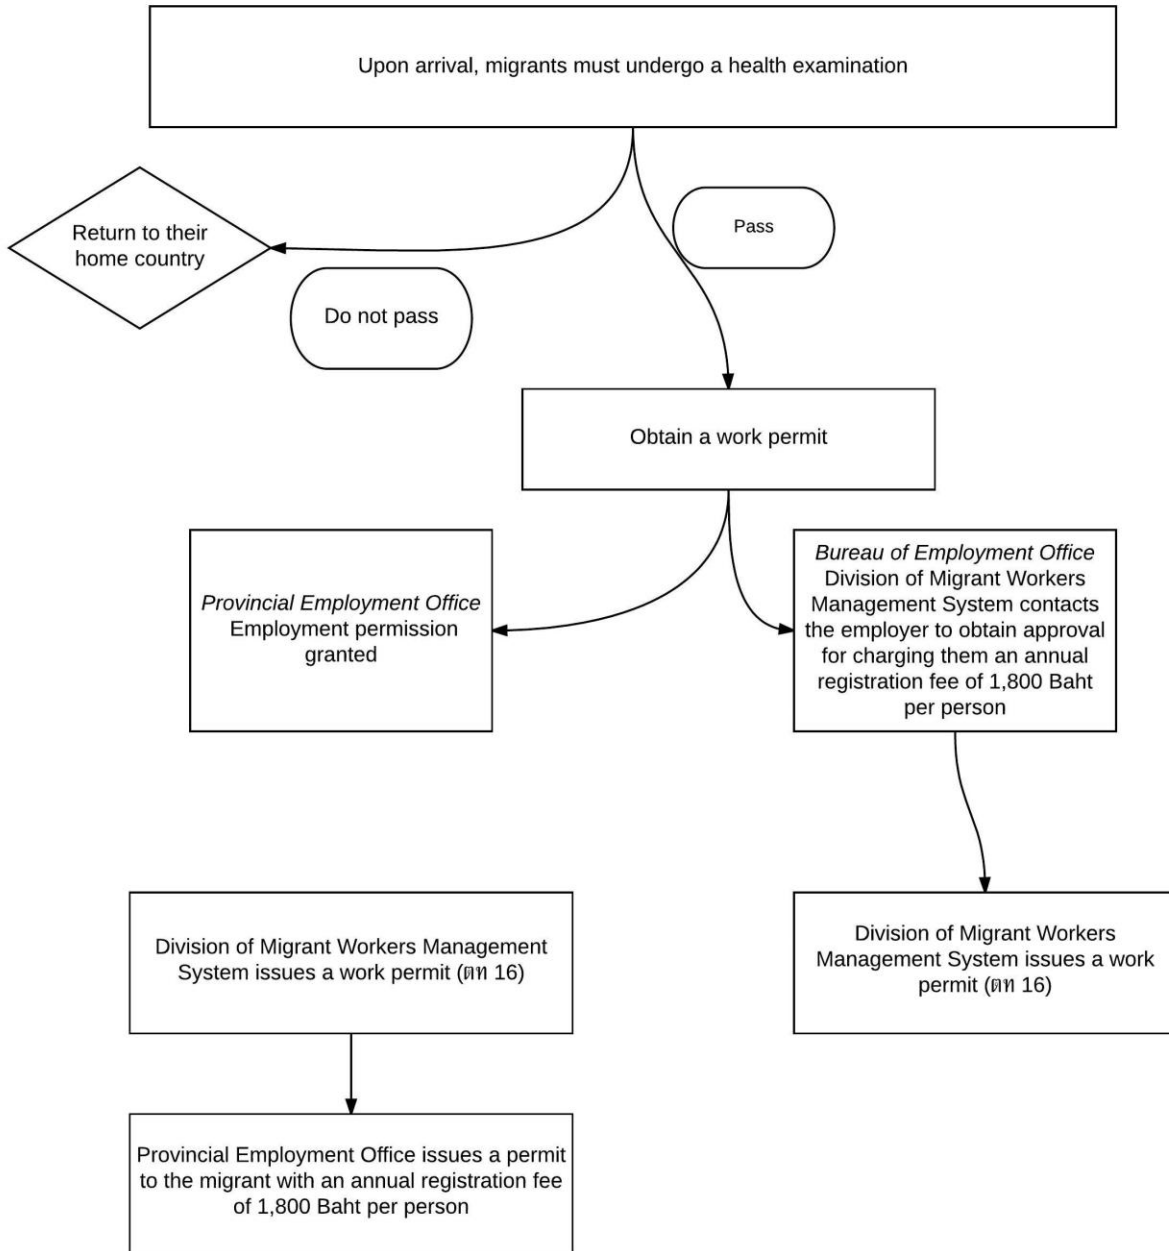 Upon arrival, migrants must undergo a health examination
Return to their
home country
Pass
Do not pass
Obtain a work permit
Provincial Employment Office
Employment permission
granted
Bureau of Employment Office
Division of Migrant Workers
Management System contacts
the employer to obtain approval
for charging them an annual
registration fee of 1,800 Baht
per person
Division of Migrant Workers Management
System issues a work permit (ตท 16)
Division of Migrant Workers
Management System issues a work
permit (ตท 16)
Provincial Employment Office issues a permit
to the migrant with an annual registration fee
of 1,800 Baht per person